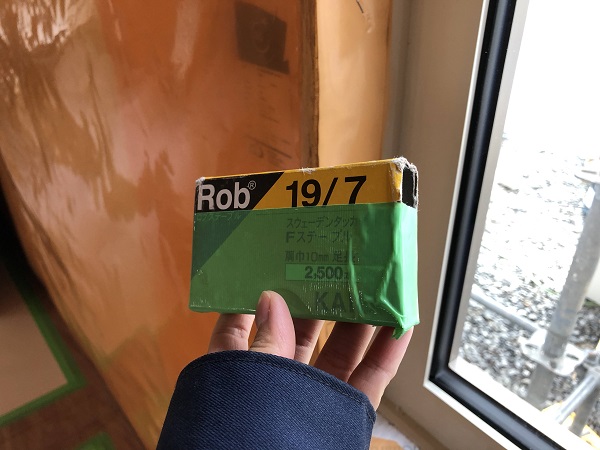 Rob® 19/7
スウェーデンタッカ
Fステープル
肩巾10mm 足長
2,500
KA